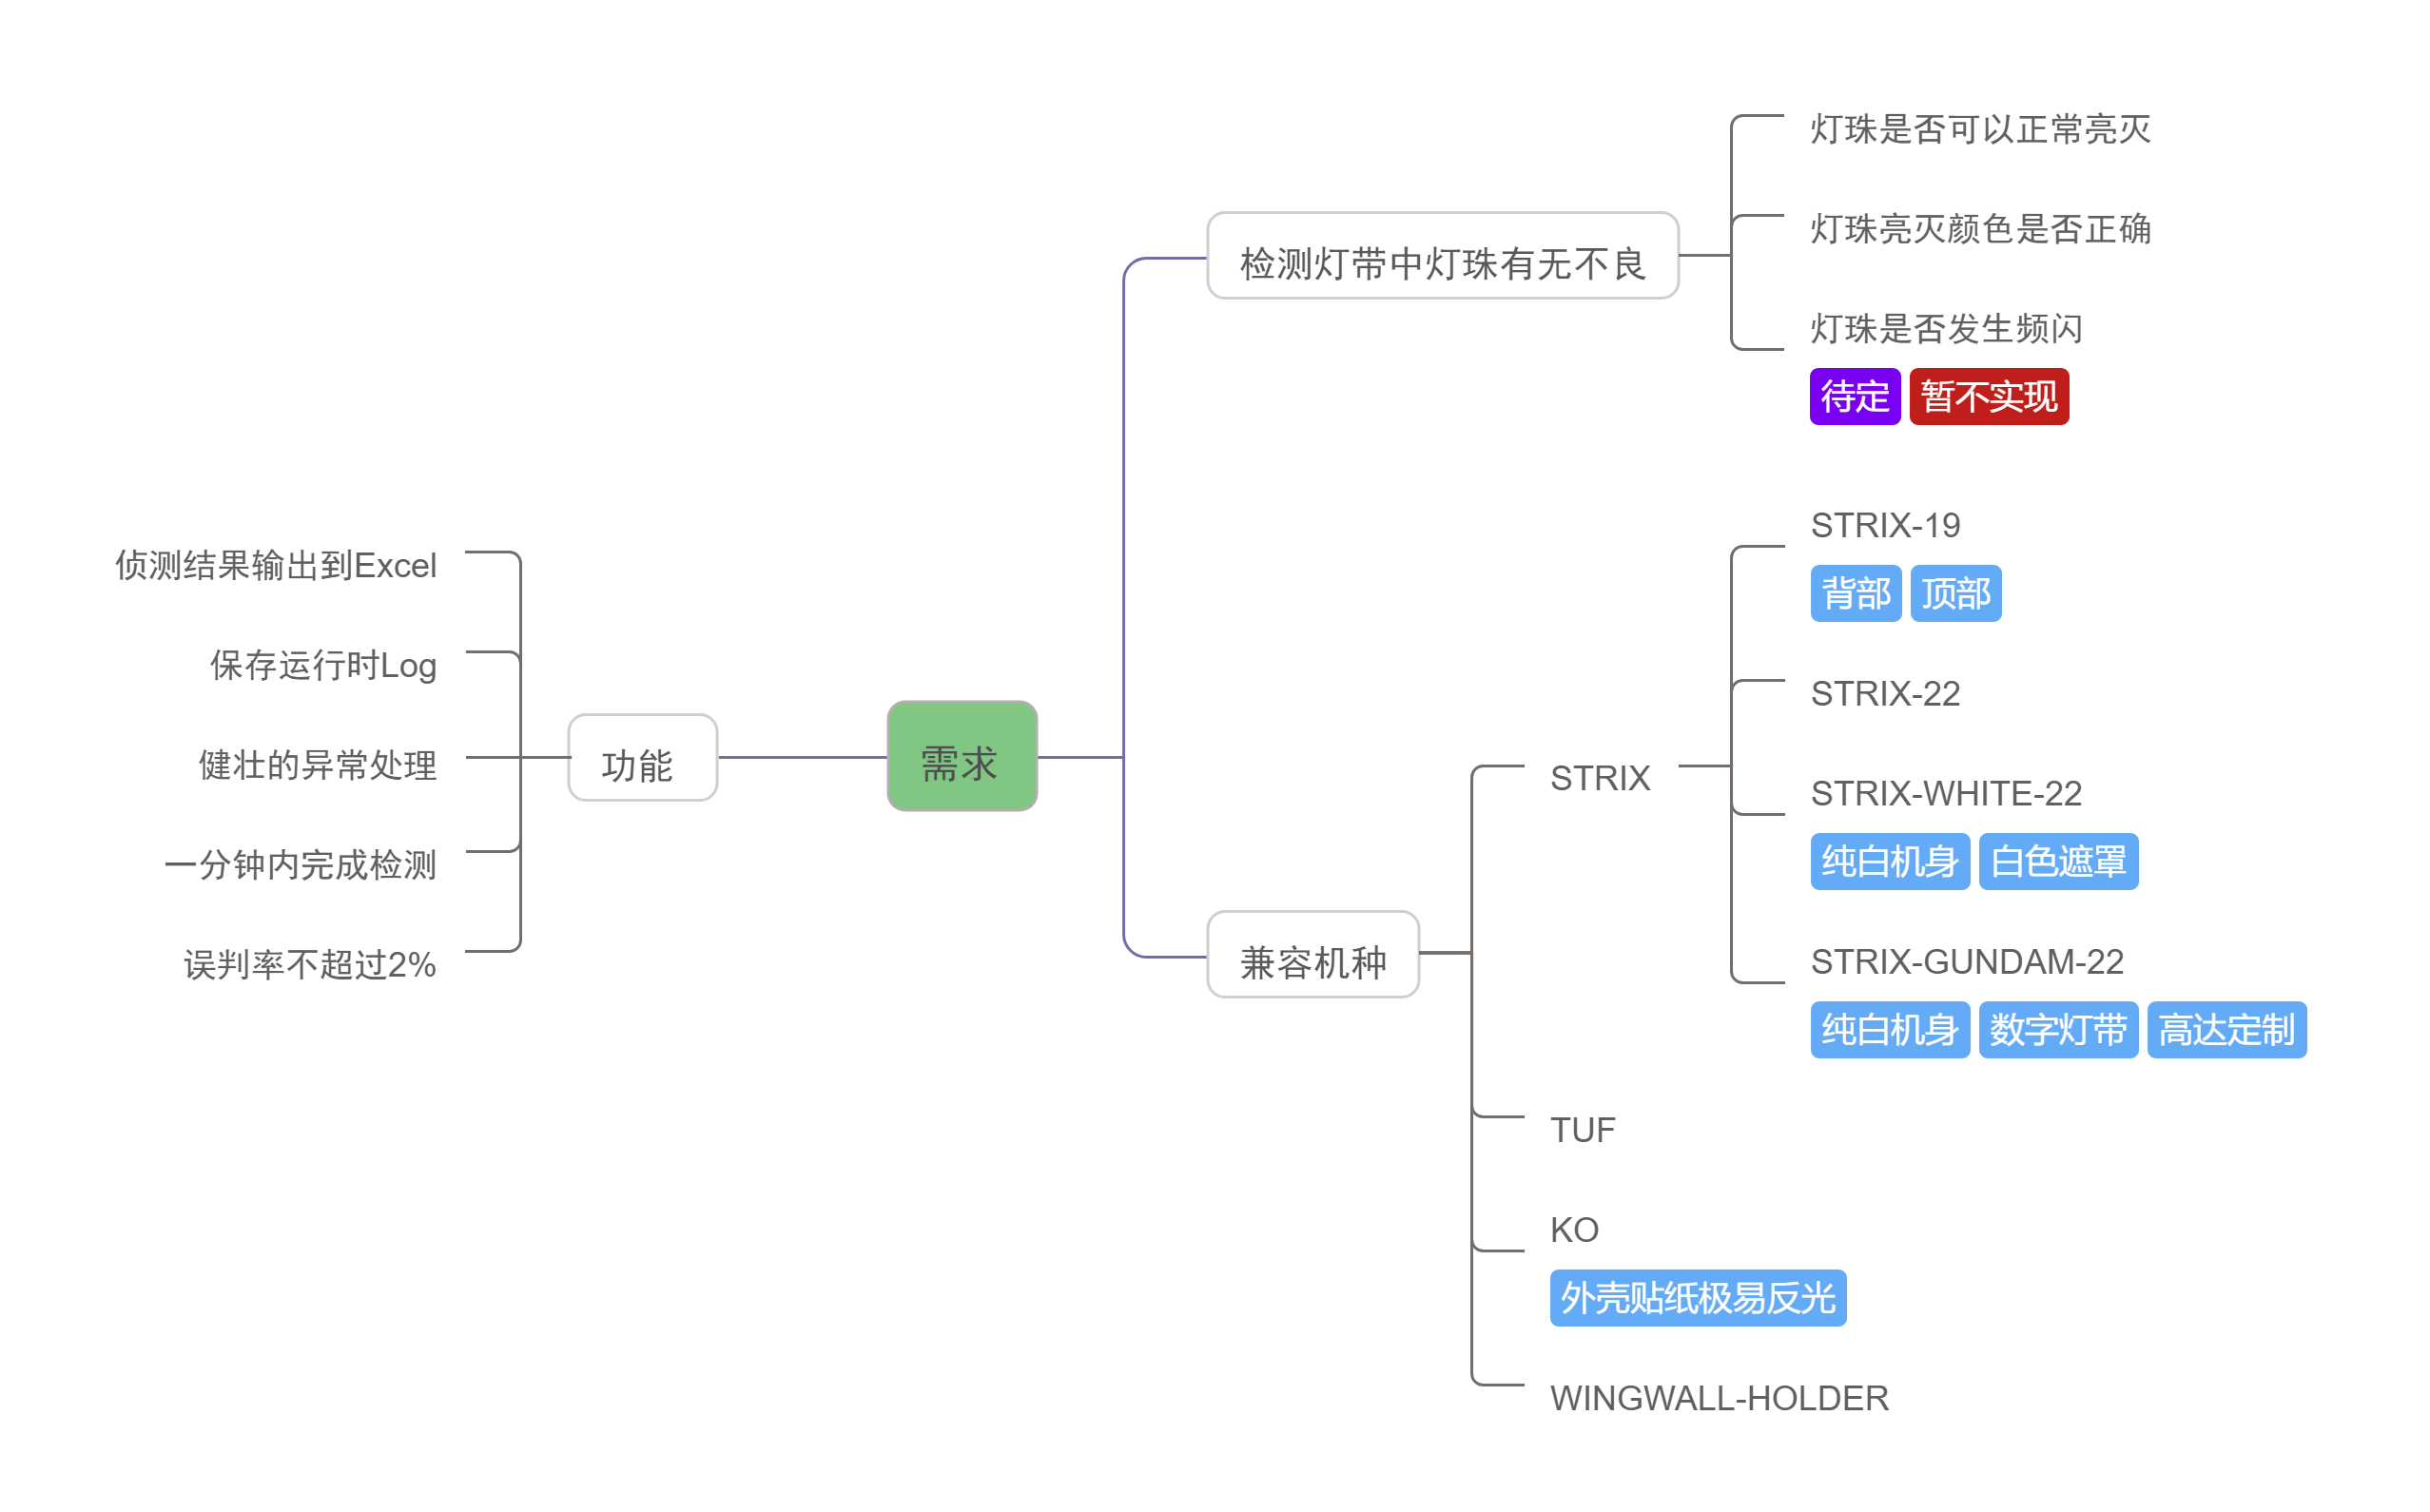 需求
检测灯带中灯珠有无不良
灯珠是否可以正常亮灭
灯珠亮灭颜色是否正确
灯珠是否发生频闪
待定 暂不实现
兼容机种
STRIX
STRIX-19
背部 顶部
STRIX-22
STRIX-WHITE-22
纯白机身 白色遮罩
STRIX-GUNDAM-22
纯白机身 数字灯带 高达定制
TUF
KO
外壳贴纸极易反光
WINGWALL-HOLDER
功能
侦测结果输出到Excel
保存运行时Log
健壮的异常处理
一分钟内完成检测
误判率不超过2%